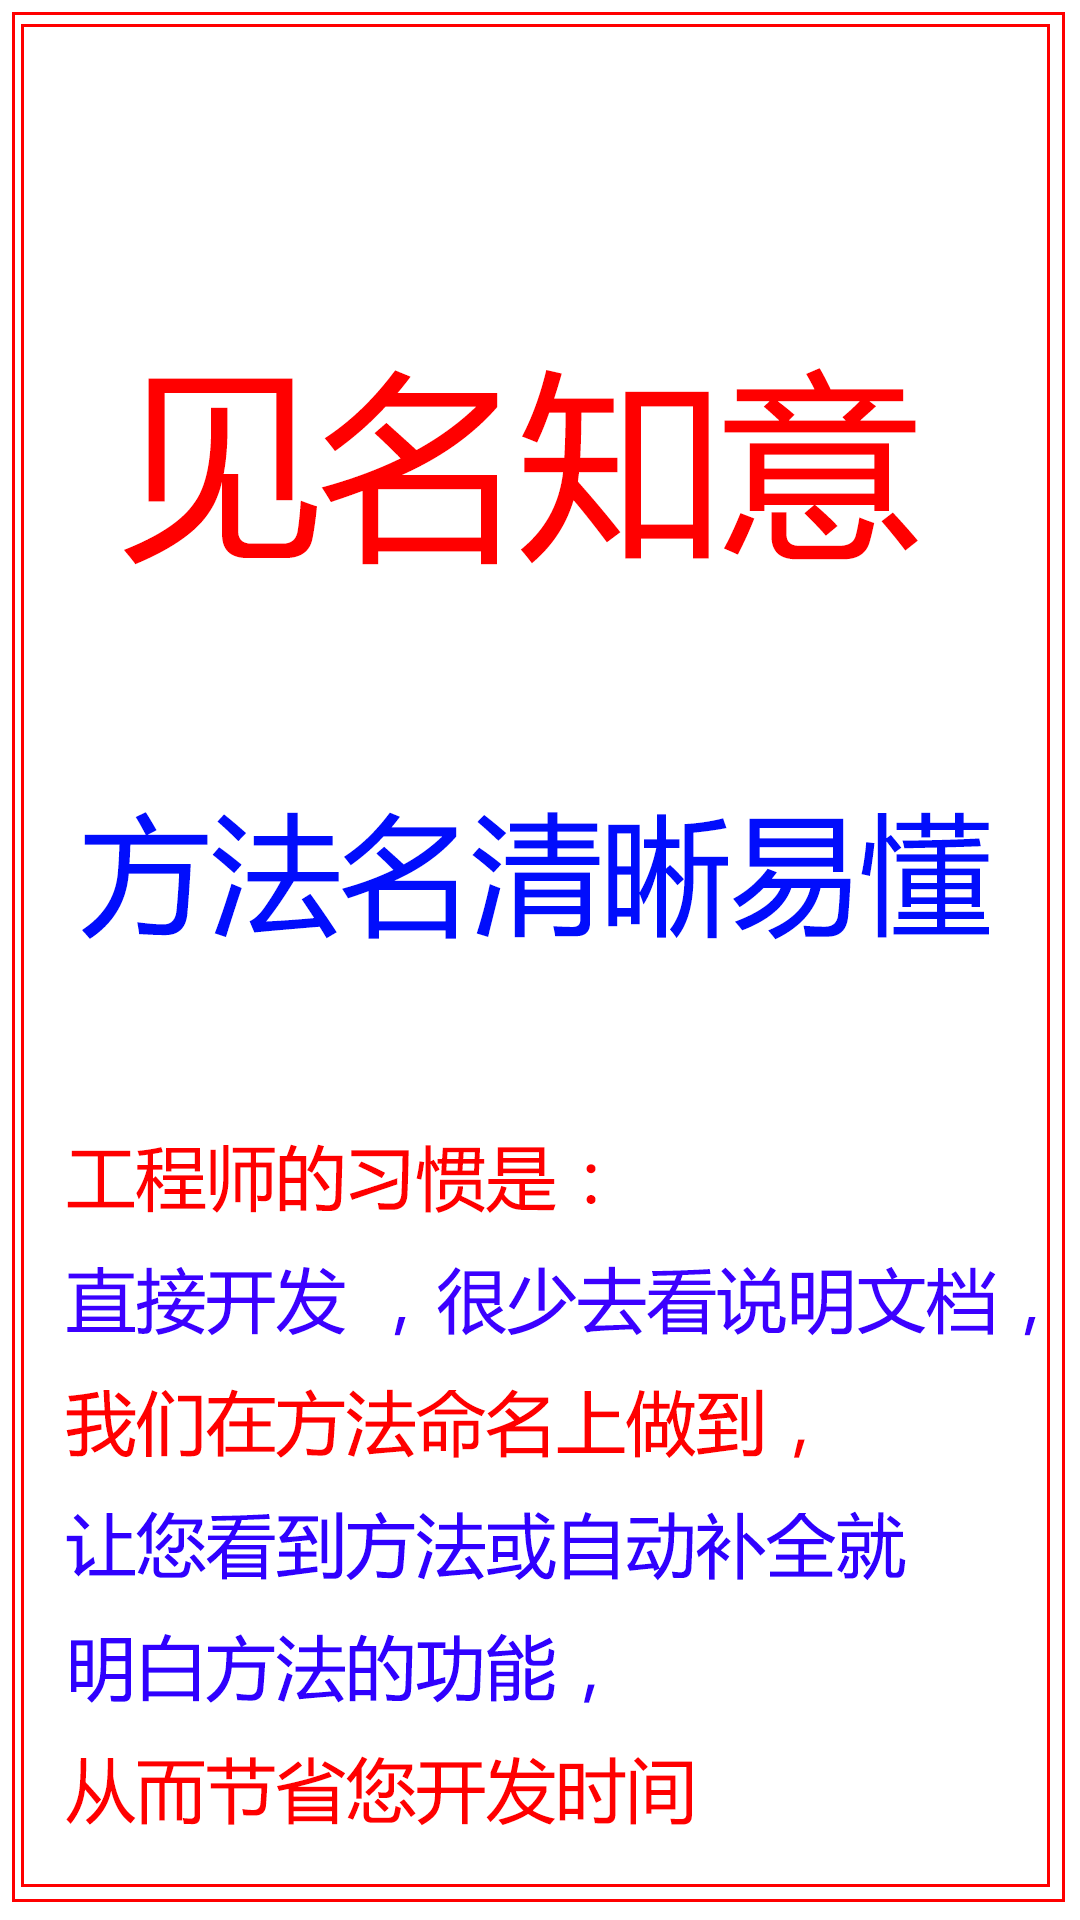 见名知意
方法名清晰易懂
工程师的习惯是：
直接开发 ，很少去看说明文档，
我们在方法命名上做到，
让您看到方法或自动补全就
明白方法的功能，
从而节省您开发时间